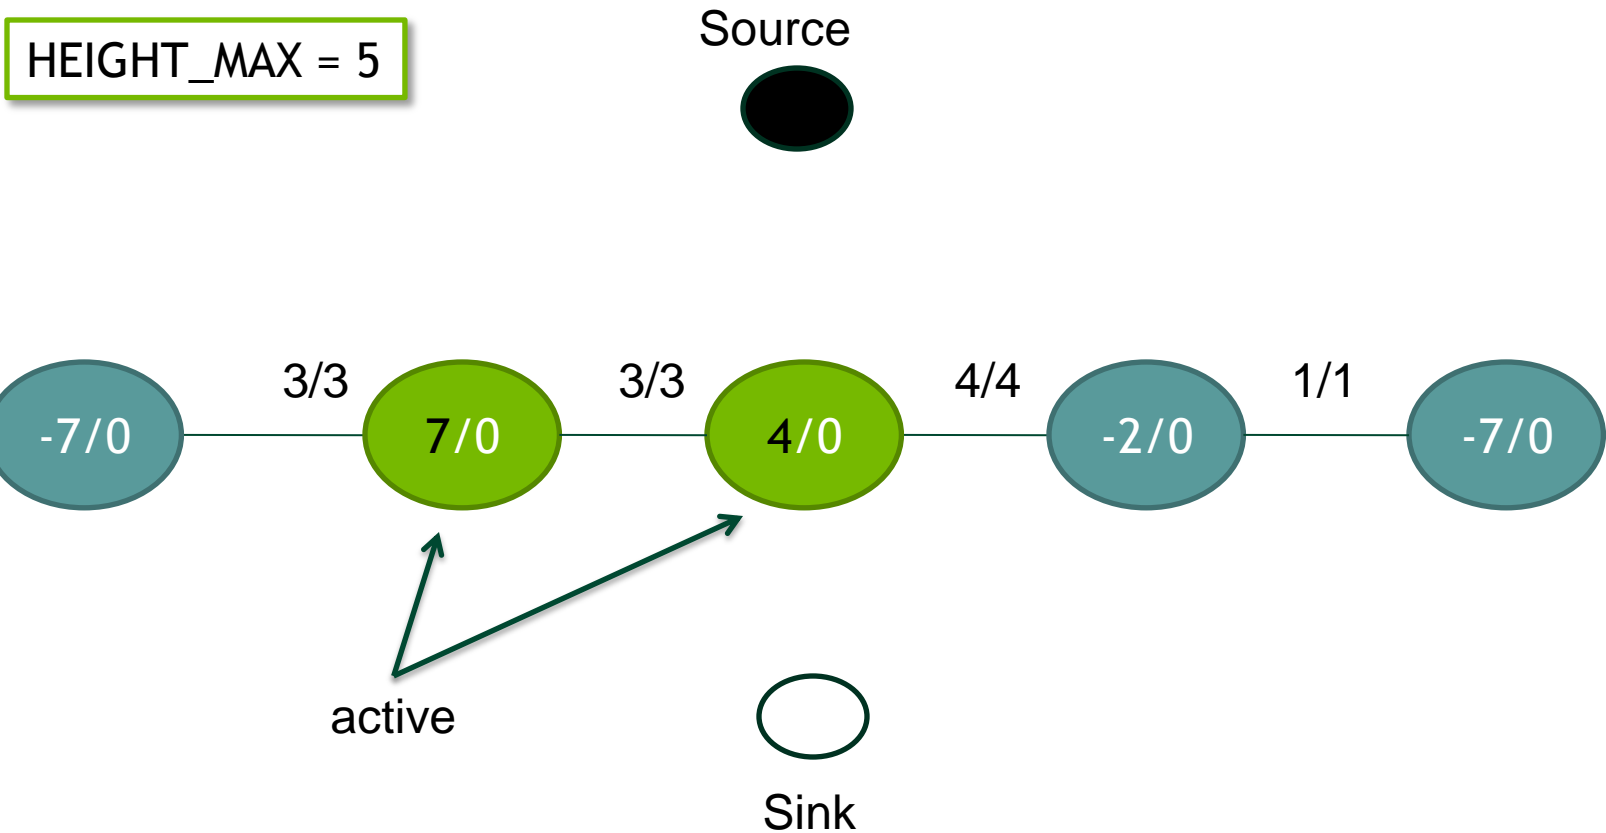 Source
HEIGHT_MAX = 5
3/3
3/3
4/4
1/1
-7/0
7/0
4/0
-2/0
-7/0
active
Sink